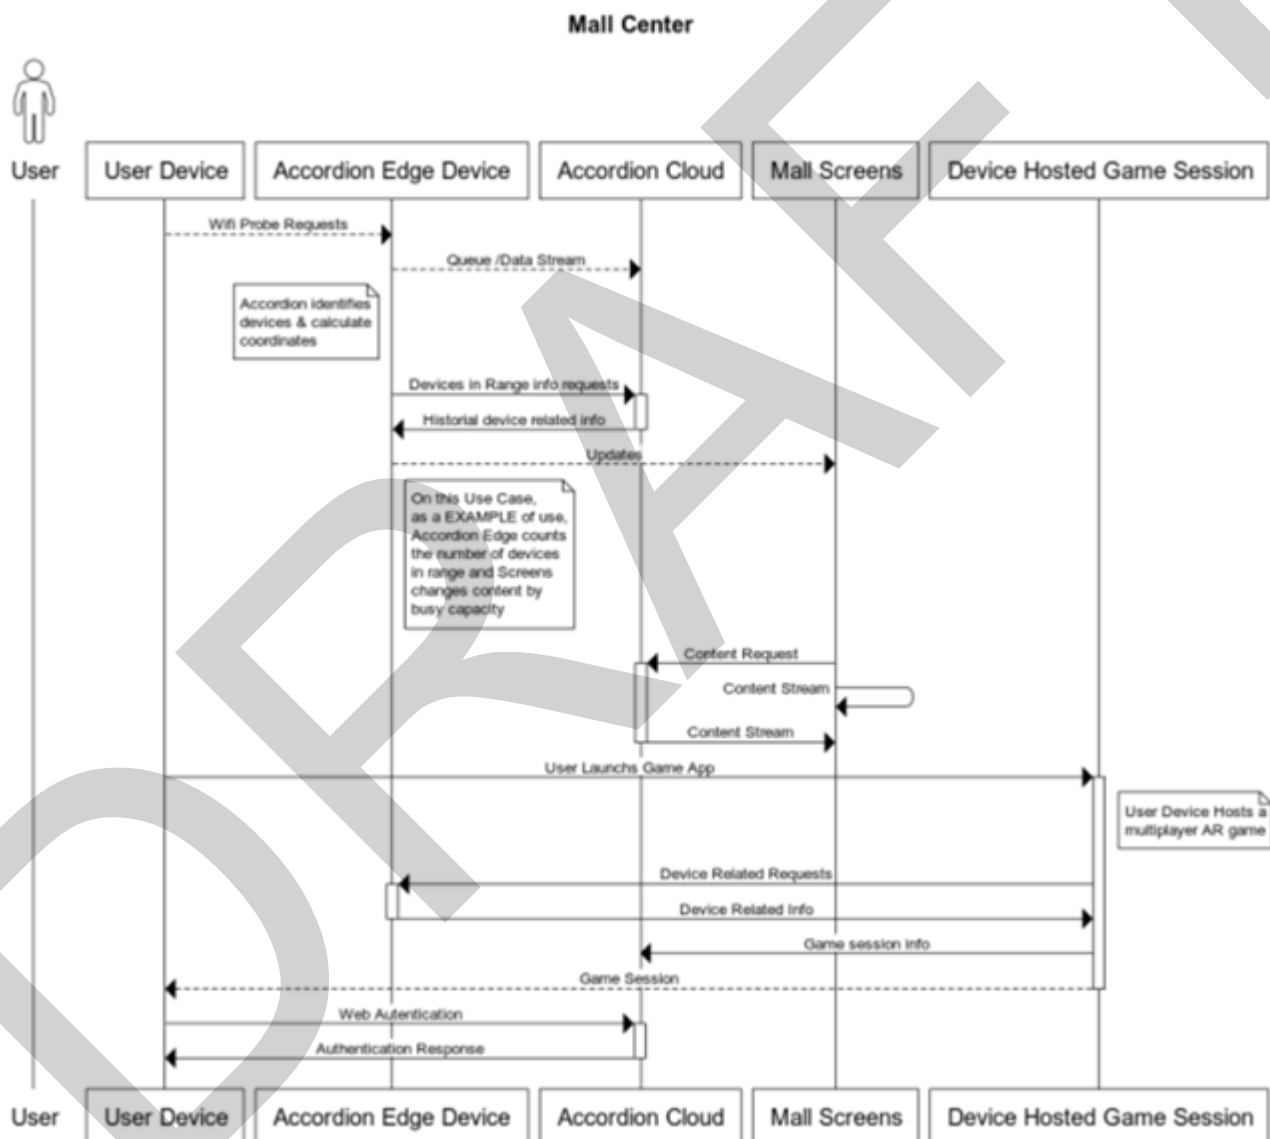 Mall Center
User
User Device
Accordion Edge Device
Accordion Cloud
Mall Screens
Device Hosted Game Session
Wifi Probe Requests
Queue /Data Stream
Accordion identifies
devices & calculate
coordinates
Devices in Range info requests
Historial device related info
Updates
On this Use Case,
as a EXAMPLE of use,
Accordion Edge counts
the number of devices
in range and Screens
changes content by
busy capacity
Content Request
Content Stream
Content Stream
User Launchs Game App
User Device Hosts a
multiplayer AR game
Device Related Requests
Device Related Info
Game session info
Game Session
Web Autentication
Authentication Response
User
User Device
Accordion Edge Device
Accordion Cloud
Mall Screens
Device Hosted Game Session
DRAFT